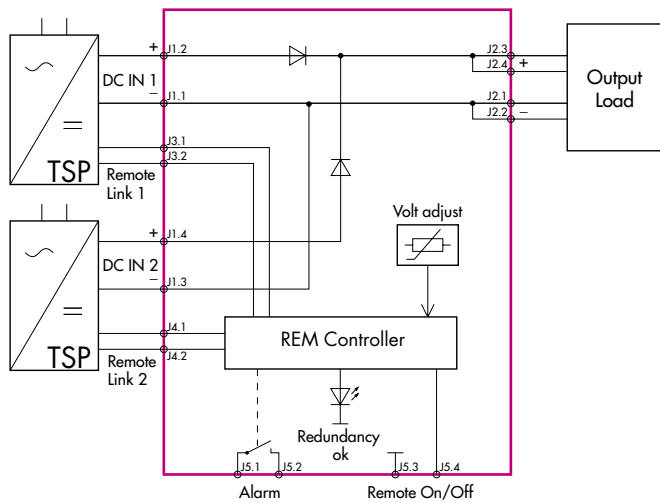 +
J1.2
J2.3
DC IN 1
J2.4
+
Output
Load
−
J1.1
J2.1
J2.2
−
J3.1
TSP
Remote
Link 1
J3.2
Volt adjust
+
J1.4
DC IN 2
−
J1.3
J4.1
REM Controller
TSP
Remote
Link 2
J4.2
Redundancy
ok
J5.1
J5.2
J5.3
J5.4
Alarm
Remote On/Off